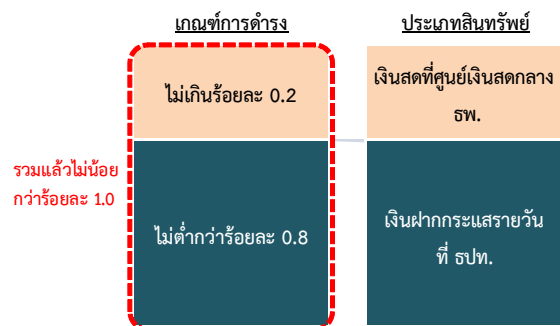 เกณฑ์การดำรง
ประเภทสินทรัพย์
ไม่เกินร้อยละ 0.2
เงินสดที่ศูนย์เงินสดกลาง
ธพ.
รวมแล้วไม่น้อย
กว่าร้อยละ 1.0
ไม่ต่ำกว่าร้อยละ 0.8
เงินฝากกระแสรายวัน
ที่ ธปท.